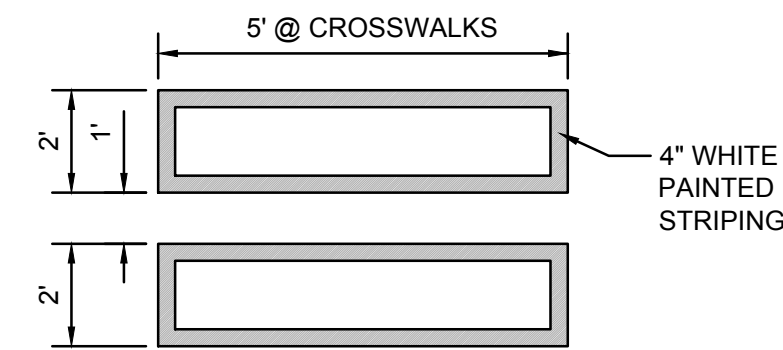 5' @ CROSSWALKS
2'
1'
4" WHITE
PAINTED
STRIPING
2'